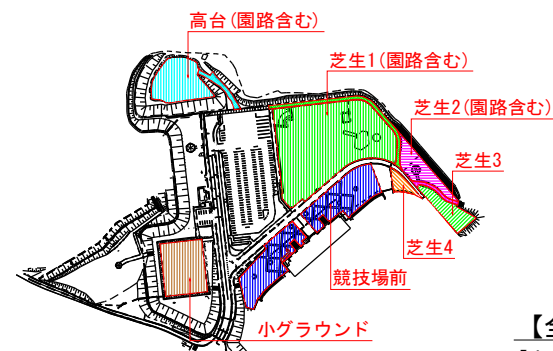 高台(園路含む)
芝生1(園路含む)
芝生2(園路含む)
芝生3
芝生4
競技場前
小グラウンド